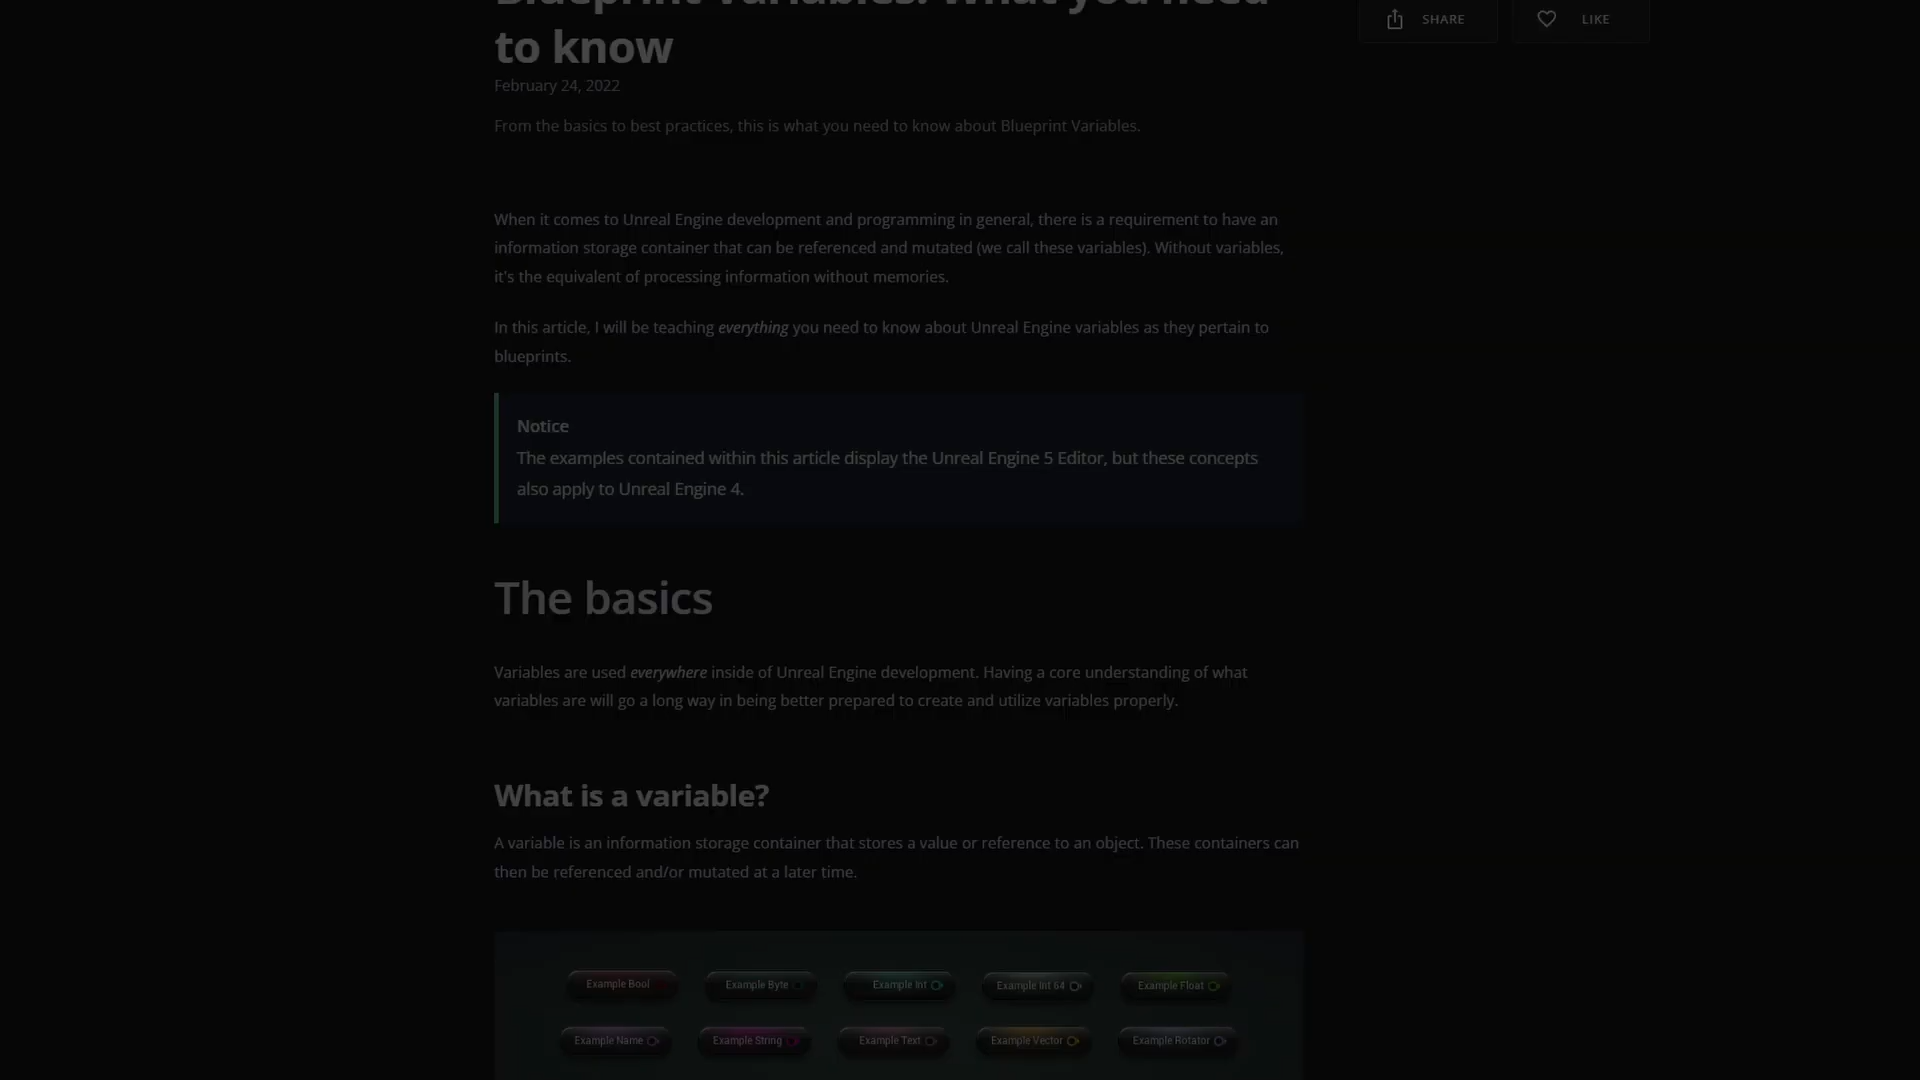 Blueprint Variables: What you need
to know
SHARE
LIKE
February 24, 2022
From the basics to best practices, this is what you need to know about Blueprint Variables.
When it comes to Unreal Engine development and programming in general, there is a requirement to have an
information storage container that can be referenced and mutated (we call these variables). Without variables,
it's the equivalent of processing information without memories.
In this article, I will be teaching everything you need to know about Unreal Engine variables as they pertain to
blueprints.
Notice
The examples contained within this article display the Unreal Engine 5 Editor, but these concepts
also apply to Unreal Engine 4.
The basics
Variables are used everywhere inside of Unreal Engine development. Having a core understanding of what
variables are will go a long way in being better prepared to create and utilize variables properly.
What is a variable?
A variable is an information storage container that stores a value or reference to an object. These containers can
then be referenced and/or mutated at a later time.
Example Bool
Example Byte
Example Int
Example Int 64
Example Float
Example Name
Example String
Example Text
Example Vector
Example Rotator